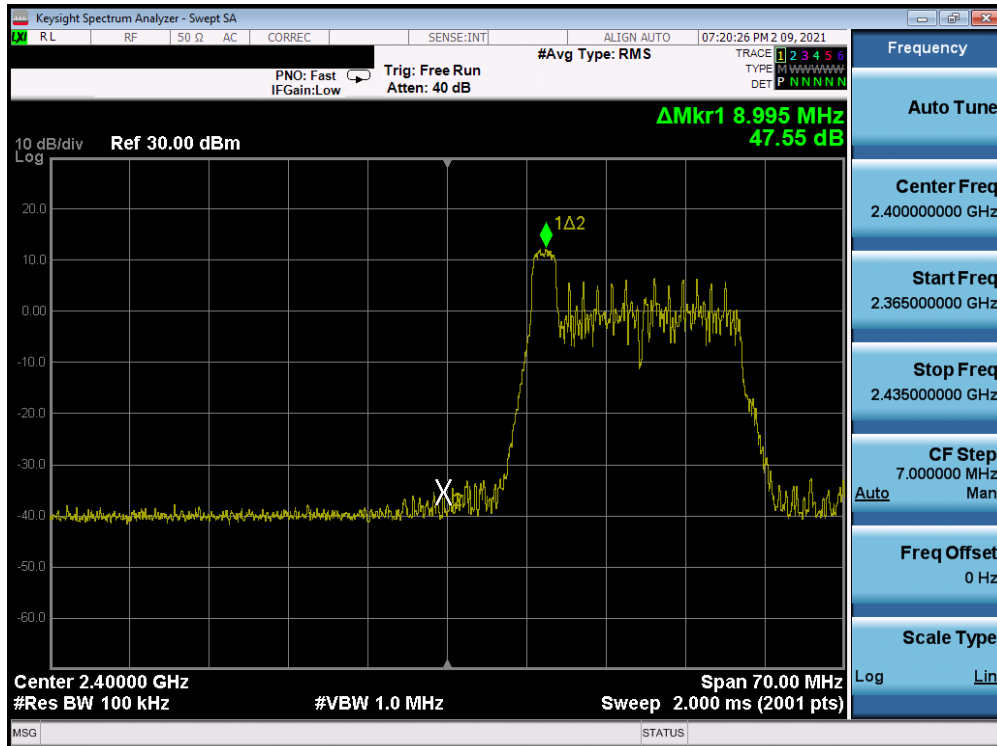 Keysight Spectrum Analyzer - Swept SA
LXI RL RF 50 Ω AC CORREC SENSE:INT ALIGN AUTO 07:20:26 PM 2 09, 2021
PNO: Fast
IFGain:Low
Trig: Free Run
Atten: 40 dB
#Avg Type: RMS
TRACE 1 2 3 4 5 6
TYPE M WWWWW
DET P N N N N N
ΔMkr1 8.995 MHz
47.55 dB
10 dB/div Ref 30.00 dBm
Log
20.0
10.0
0.00
-10.0
-20.0
-30.0
-40.0
-50.0
-60.0
1Δ2
X
Center 2.40000 GHz Span 70.00 MHz
#Res BW 100 kHz #VBW 1.0 MHz Sweep 2.000 ms (2001 pts)
MSG STATUS
Frequency
Auto Tune
Center Freq
2.400000000 GHz
Start Freq
2.365000000 GHz
Stop Freq
2.435000000 GHz
CF Step
7.000000 MHz
Auto Man
Freq Offset
0 Hz
Scale Type
Log Lin